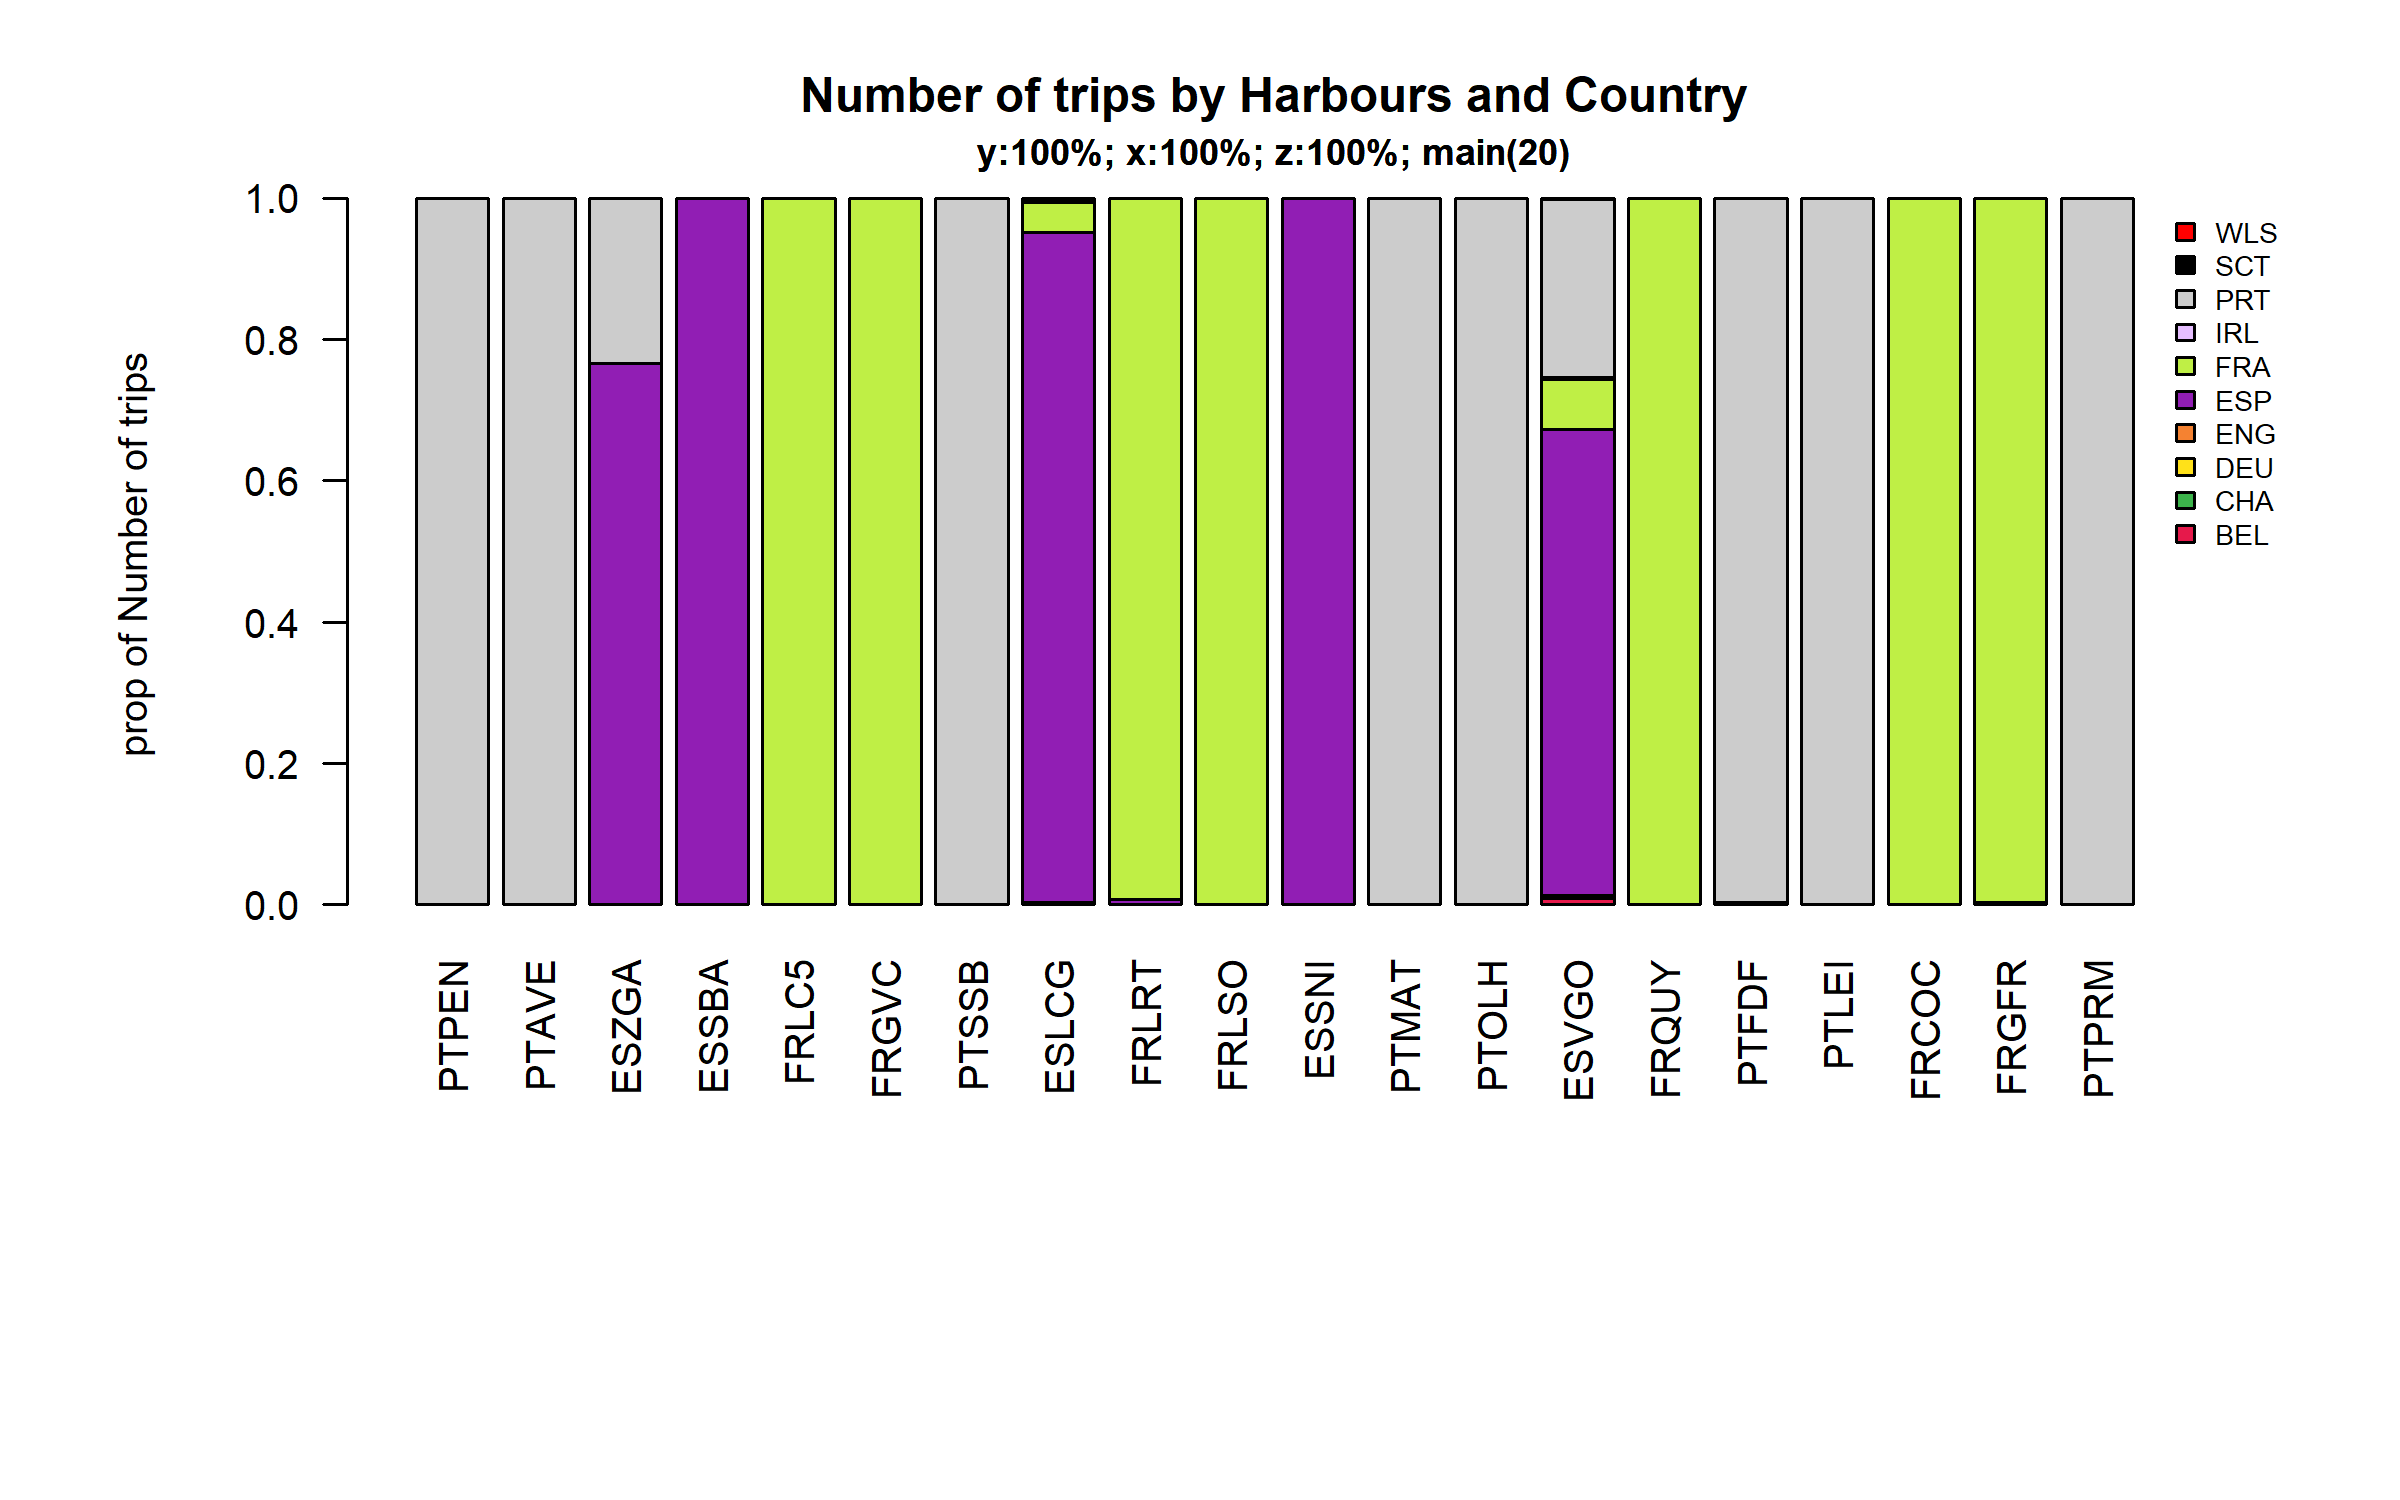 Number of trips by Harbours and Country
y:100%; x:100%; z:100%; main(20)
prop of Number of trips
1.0
0.8
0.6
0.4
0.2
0.0
WLS
SCT
PRT
IRL
FRA
ESP
ENG
DEU
CHA
BEL
PTPEN
PTAVE
ESZGA
ESSBA
FRLC5
FRGVC
PTSSB
ESLCG
FRLRT
FRLSO
ESSNI
PTMAT
PTOLH
ESVGO
FRQUY
PTFDF
PTLEI
FRCOC
FRGFR
PTPRM